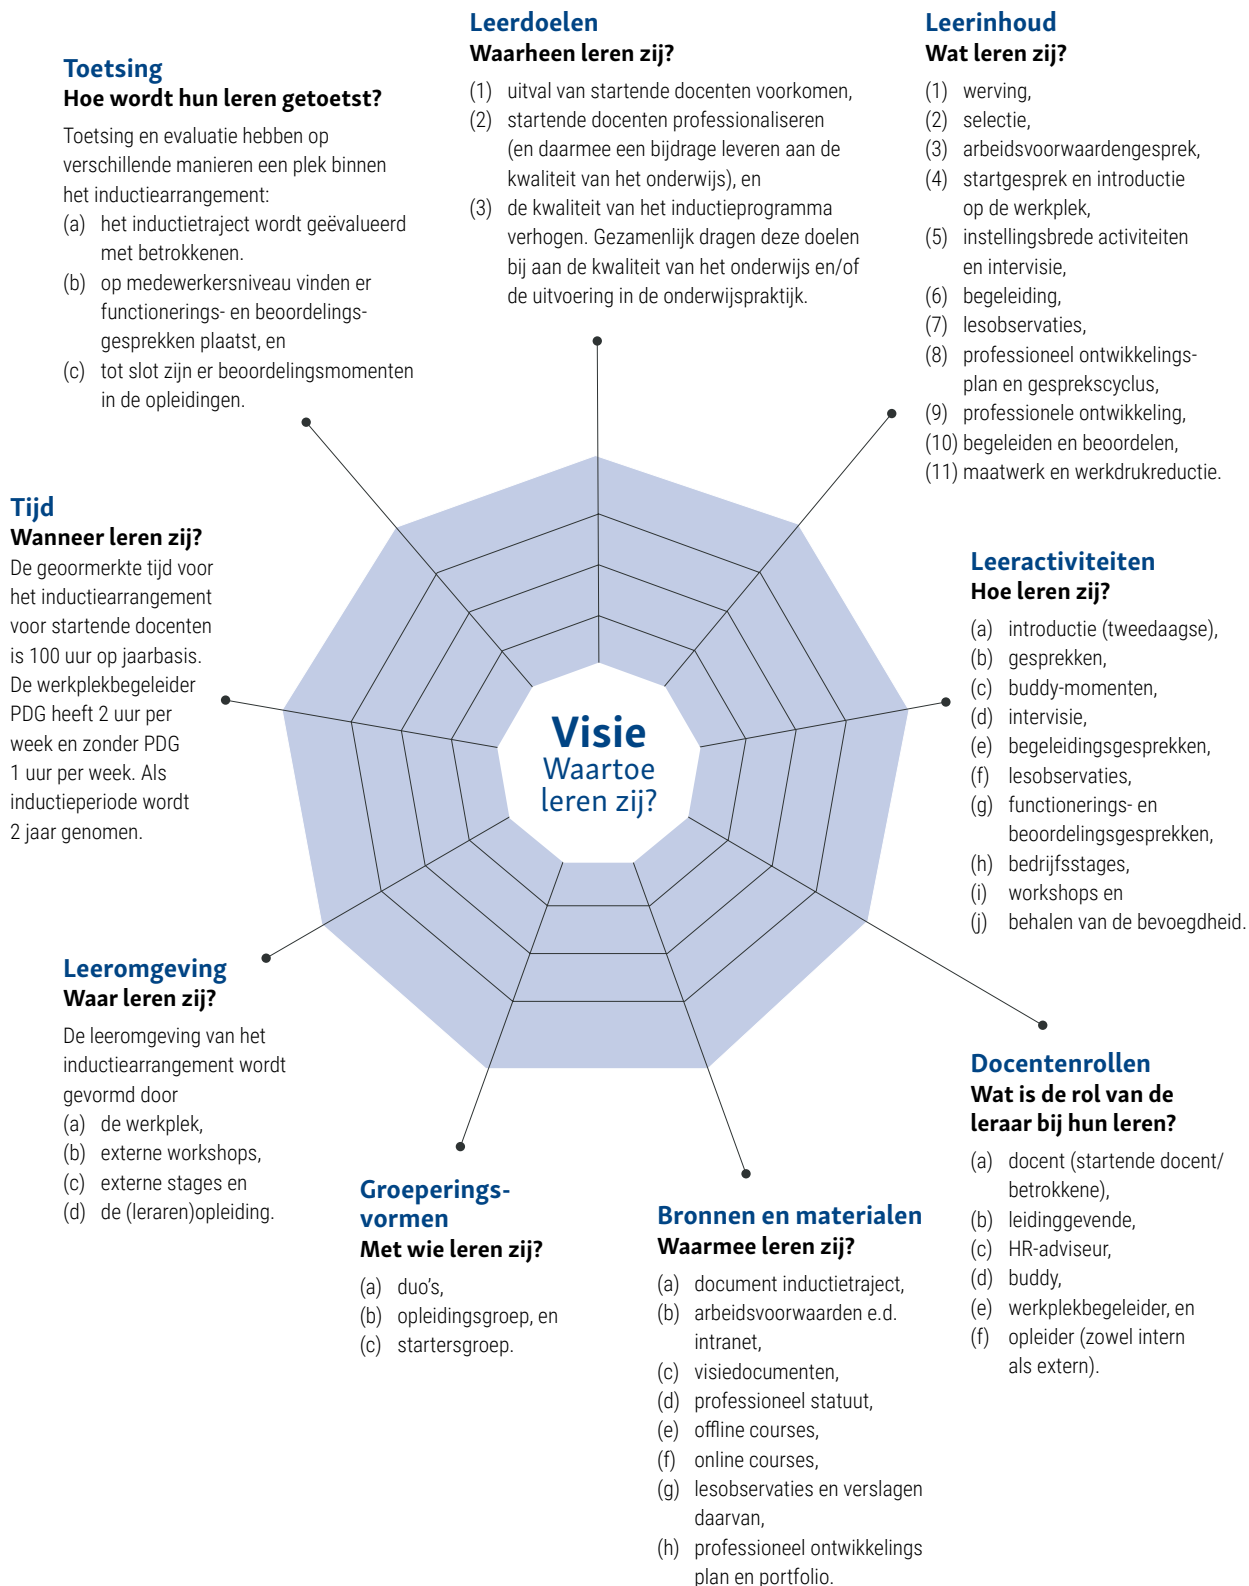 Toetsing
Hoe wordt hun leren getoetst?
Toetsing en evaluatie hebben op
verschillende manieren een plek binnen
het inductiearrangement:
(a) het inductietraject wordt geëvalueerd
met betrokkenen.
(b) op medewerkersniveau vinden er
functionerings- en beoordelings-
gesprekken plaatst, en
(c) tot slot zijn er beoordelingsmomenten
in de opleidingen.
Leerdoelen
Waarheen leren zij?
(1) uitval van startende docenten voorkomen,
(2) startende docenten professionaliseren
(en daarmee een bijdrage leveren aan de
kwaliteit van het onderwijs), en
(3) de kwaliteit van het inductieprogramma
verhogen. Gezamenlijk dragen deze doelen
bij aan de kwaliteit van het onderwijs en/of
de uitvoering in de onderwijspraktijk.
Leerinhoud
Wat leren zij?
(1) werving,
(2) selectie,
(3) arbeidsvoorwaardengesprek,
(4) startgesprek en introductie
op de werkplek,
(5) instellingsbrede activiteiten
en intervisie,
(6) begeleiding,
(7) lesobservaties,
(8) professioneel ontwikkelings-
plan en gesprekscyclus,
(9) professionele ontwikkeling,
(10) begeleiden en beoordelen,
(11) maatwerk en werkdrukreductie.
Tijd
Wanneer leren zij?
De geoormerkte tijd voor
het inductiearrangement
voor startende docenten
is 100 uur op jaarbasis.
De werkplekbegeleider
PDG heeft 2 uur per
week en zonder PDG
1 uur per week. Als
inductieperiode wordt
2 jaar genomen.
Visie
Waartoe
leren zij?
Leeractiviteiten
Hoe leren zij?
(a) introductie (tweedaagse),
(b) gesprekken,
(c) buddy-momenten,
(d) intervisie,
(e) begeleidingsgesprekken,
(f) lesobservaties,
(g) functionerings- en
beoordelingsgesprekken,
(h) bedrijfsstages,
(i) workshops en
(j) behalen van de bevoegdheid.
Leeromgeving
Waar leren zij?
De leeromgeving van het
inductiearrangement wordt
gevormd door
(a) de werkplek,
(b) externe workshops,
(c) externe stages en
(d) de (leraren)opleiding.
Groeperings-
vormen
Met wie leren zij?
(a) duo's,
(b) opleidingsgroep, en
(c) startersgroep.
Bronnen en materialen
Waarmee leren zij?
(a) document inductietraject,
(b) arbeidsvoorwaarden e.d.
intranet,
(c) visiedocumenten,
(d) professioneel statuut,
(e) offline courses,
(f) online courses,
(g) lesobservaties en verslagen
daarvan,
(h) professioneel ontwikkelings
plan en portfolio.
Docentenrollen
Wat is de rol van de
leraar bij hun leren?
(a) docent (startende docent/
betrokkene),
(b) leidinggevende,
(c) HR-adviseur,
(d) buddy,
(e) werkplekbegeleider, en
(f) opleider (zowel intern
als extern).